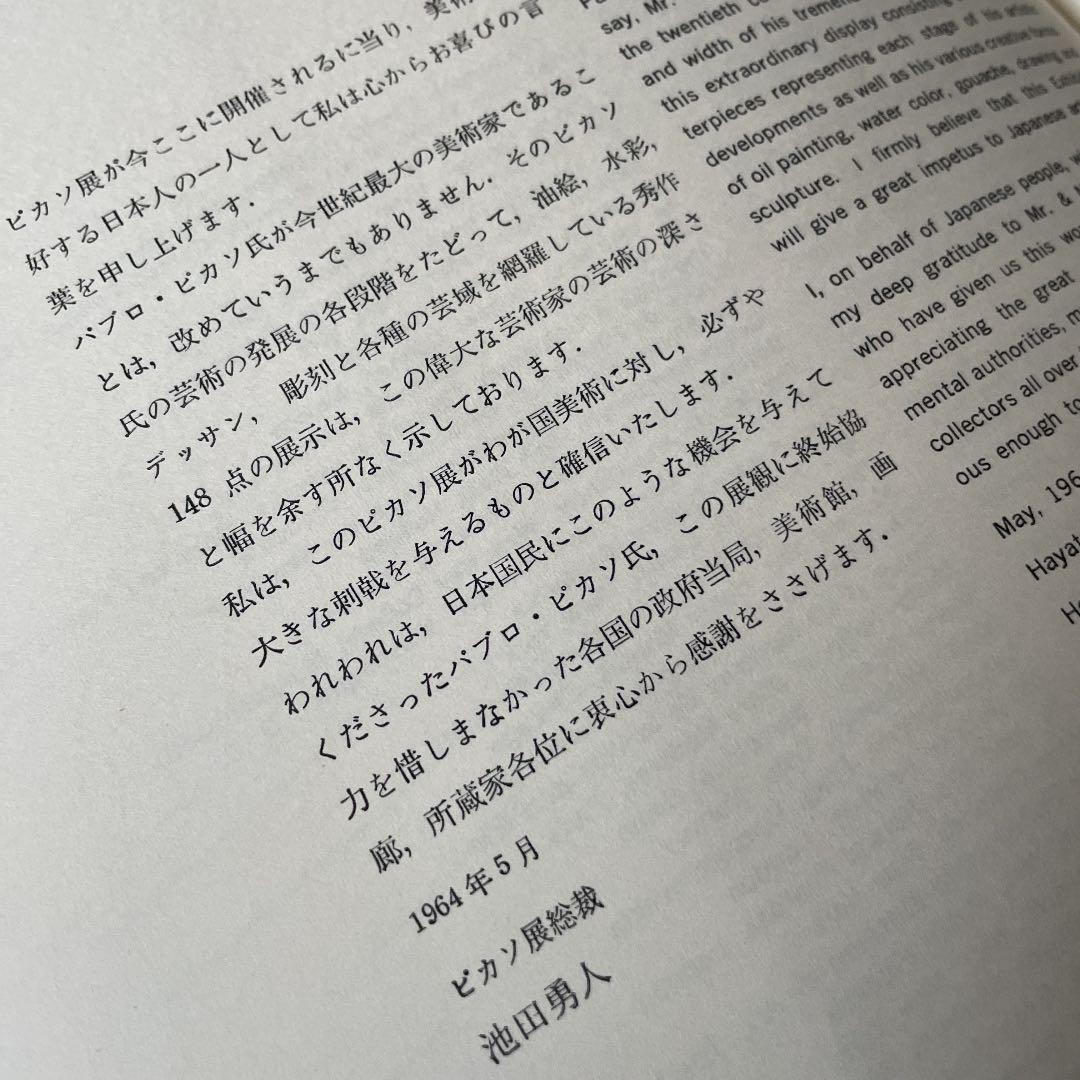 ピカソ展が今ここに開催されるに当り，美術
好する日本人の一人として私は心からお喜びの言
葉を申し上げます．
パブロ・ピカソ氏が今世紀最大の美術家であるこ
とは，改めていうまでもありません．そのピカソ
氏の芸術の発展の各段階をたどって，油絵，水彩，
デッサン，彫刻と各種の芸域を網羅している秀作
148 点の展示は，この偉大な芸術家の芸術の深さ
と幅を余す所なく示しております．
私は，このピカソ展がわが国美術に対し，必ずや
大きな刺戟を与えるものと確信いたします．
われわれは，日本国民にこのような機会を与えて
くださったパブロ・ピカソ氏，この展観に終始協
力を惜しまなかった各国の政府当局，美術館，画
廊，所蔵家各位に衷心から感謝をささげます．
1964年5月
ピカソ展総裁
池田勇人
say, Mr.
the twentieth
and width of his
this extraordinary display consisting
terpieces representing each stage of his
developments as well as his various creative
of oil painting, water color, gouache, drawing and
sculpture. I firmly believe that this
will give a great impetus to Japanese
I, on behalf of Japanese people,
my deep gratitude to Mr. &
who have given us this
appreciating the great
mental authorities,
collectors all over
ous enough to
May,